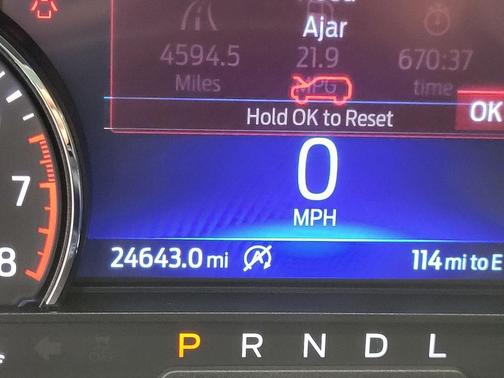 Ajar
4594.5 21.9 670:37
Miles MPG time
Hold OK to Reset OK
0
MPH
7
24643.0 mi 114 mi to E
8
P R N D L
OFF